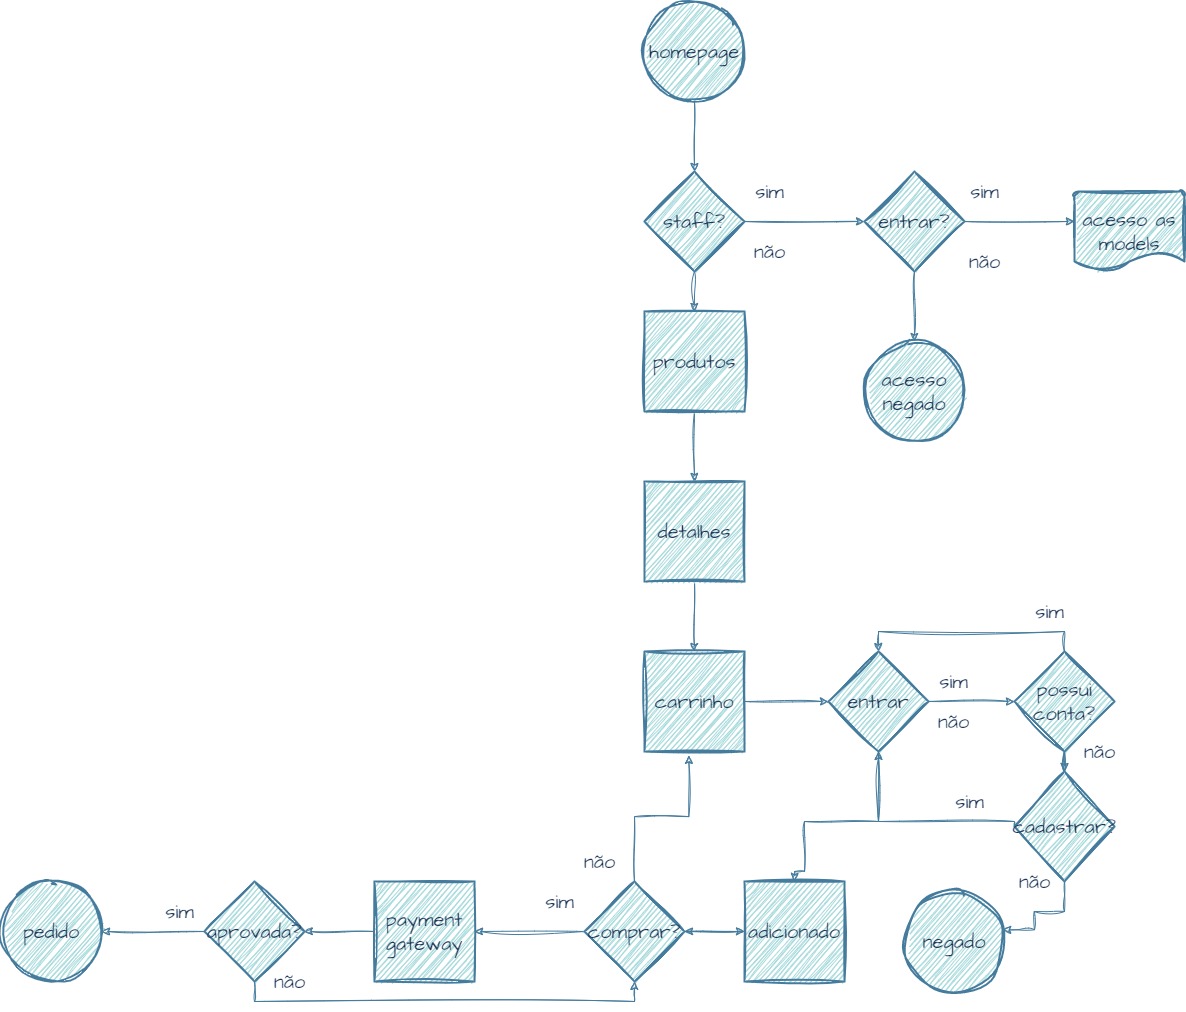 homepage
sim
sim
staff?
entrar?
acesso as
models
não
não
produtos
acesso
negado
detalhes
sim
carrinho
entrar
sim
possui
conta?
não
não
sim
cadastrar?
não
não
sim
sim
pedido
aprovada?
payment
gateway
comprar?
adicionado
negado
não